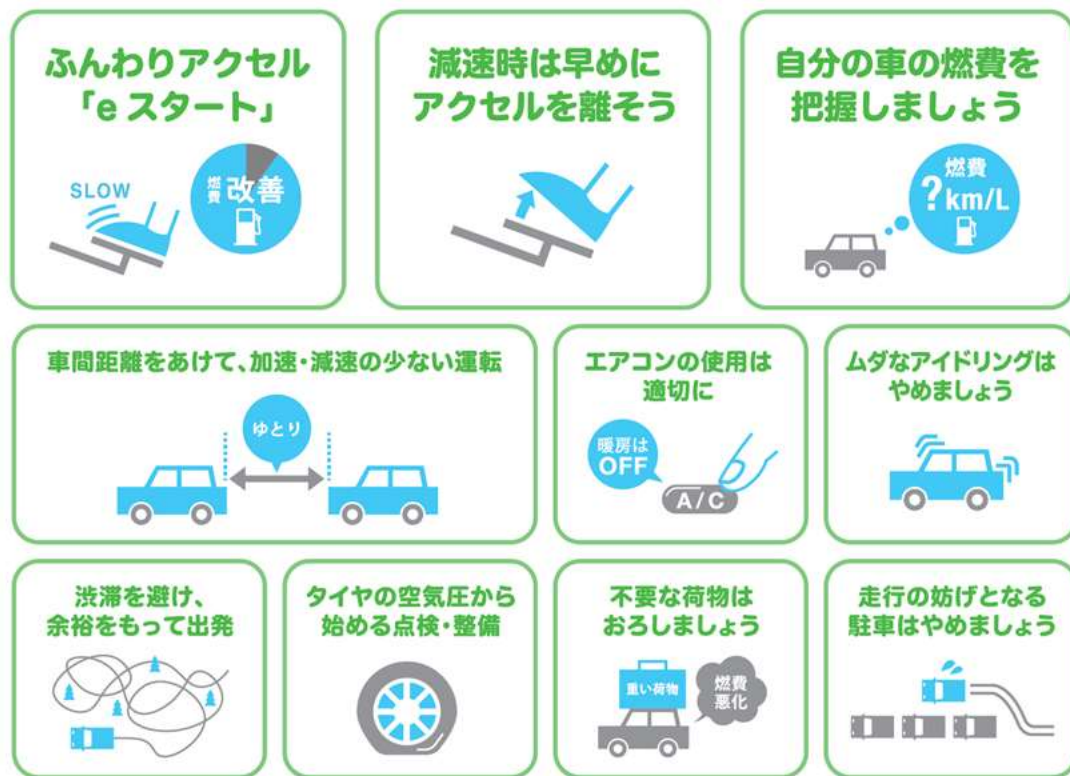 ふんわりアクセル
「e スタート」
SLOW
燃費 改善
減速時は早めに
アクセルを離そう
自分の車の燃費を
把握しましょう
燃費
?km/L
車間距離をあけて、加速・減速の少ない運転
ゆとり
エアコンの使用は
適切に
暖房は
OFF
A/C
ムダなアイドリングは
やめましょう
渋滞を避け、
余裕をもって出発
タイヤの空気圧から
始める点検・整備
不要な荷物は
おろしましょう
重い荷物
燃費
悪化
走行の妨げとなる
駐車はやめましょう